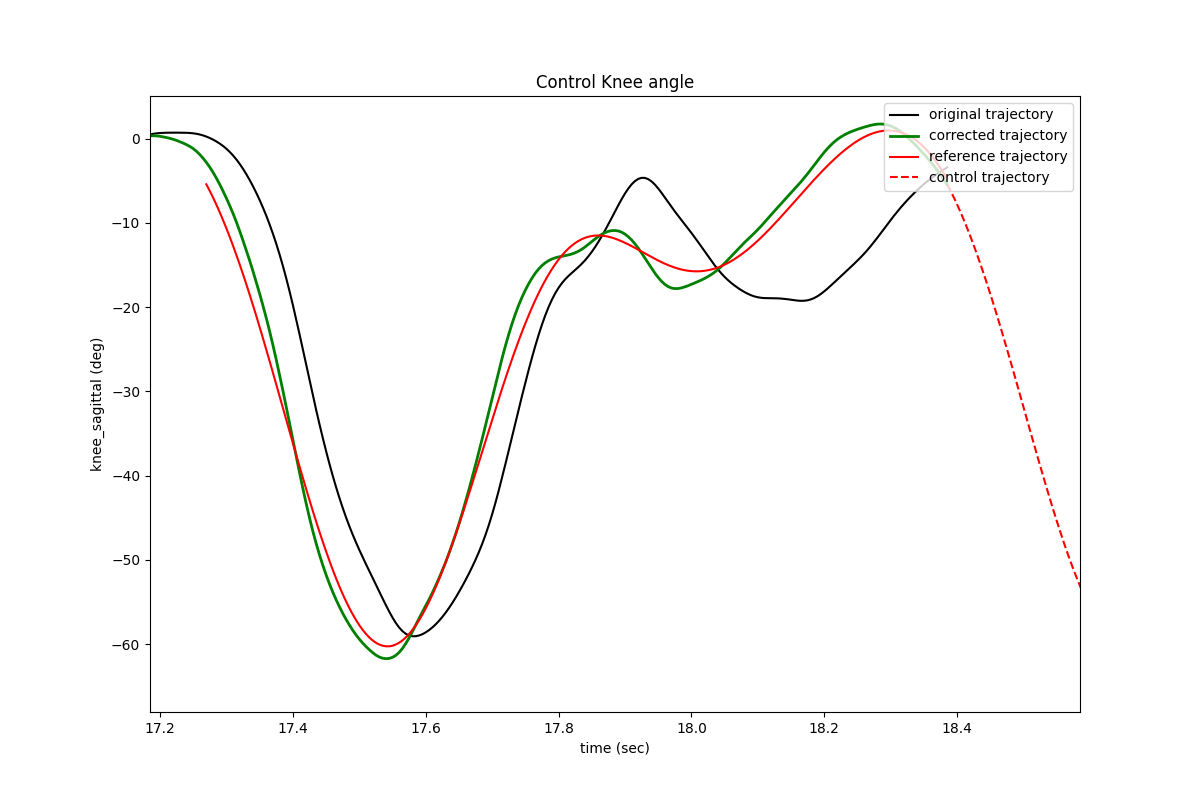 Control Knee angle
original trajectory
corrected trajectory
reference trajectory
control trajectory
knee_sagittal (deg)
0
−10
−20
−30
−40
−50
−60
17.2 17.4 17.6 17.8 18.0 18.2 18.4
time (sec)